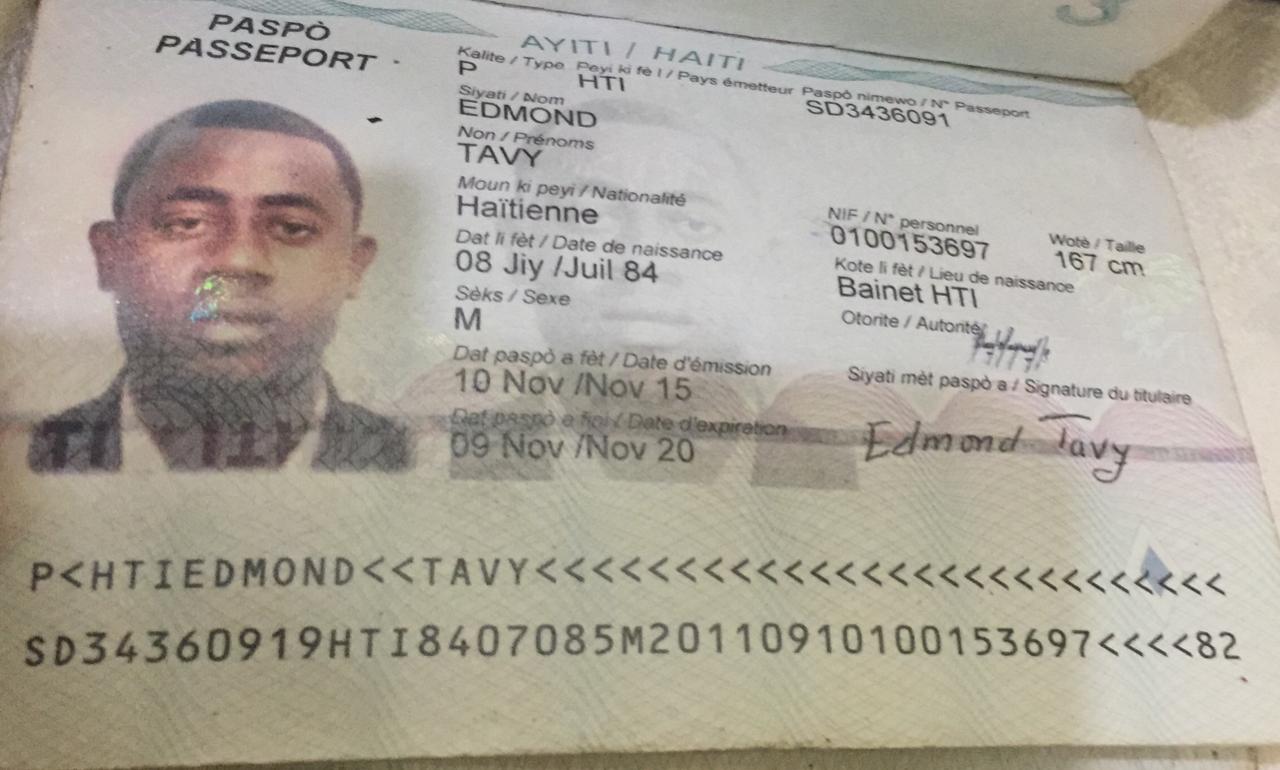 PASPÒ
PASSEPORT
AYITI / HAITI
Kalite / Type Peyi ki fè l / Pays émetteur Paspò nimewo / N° Passeport
P HTI SD3436091
Siyati / Nom
EDMOND
Non / Prénoms
TAVY
Moun ki peyi / Nationalité
Haïtienne
NIF / N° personnel Wotè / Taille
0100153697 167 cm
Dat li fèt / Date de naissance
08 Jiy /Juil 84
Kote li fèt / Lieu de naissance
Bainet HTI
Sèks / Sexe
M
Otorite / Autorité
Dat paspò a fèt / Date d'émission
10 Nov /Nov 15
Siyati mèt paspò a / Signature du titulaire
Edmond Tavy
Dat paspò a fini / Date d'expiration
09 Nov /Nov 20
P<HTIEDMOND<<TAVY<<<<<<<<<<<<<<<<<<<<<<<<<<<
SD34360919HTI8407085M20110910100153697<<<<82